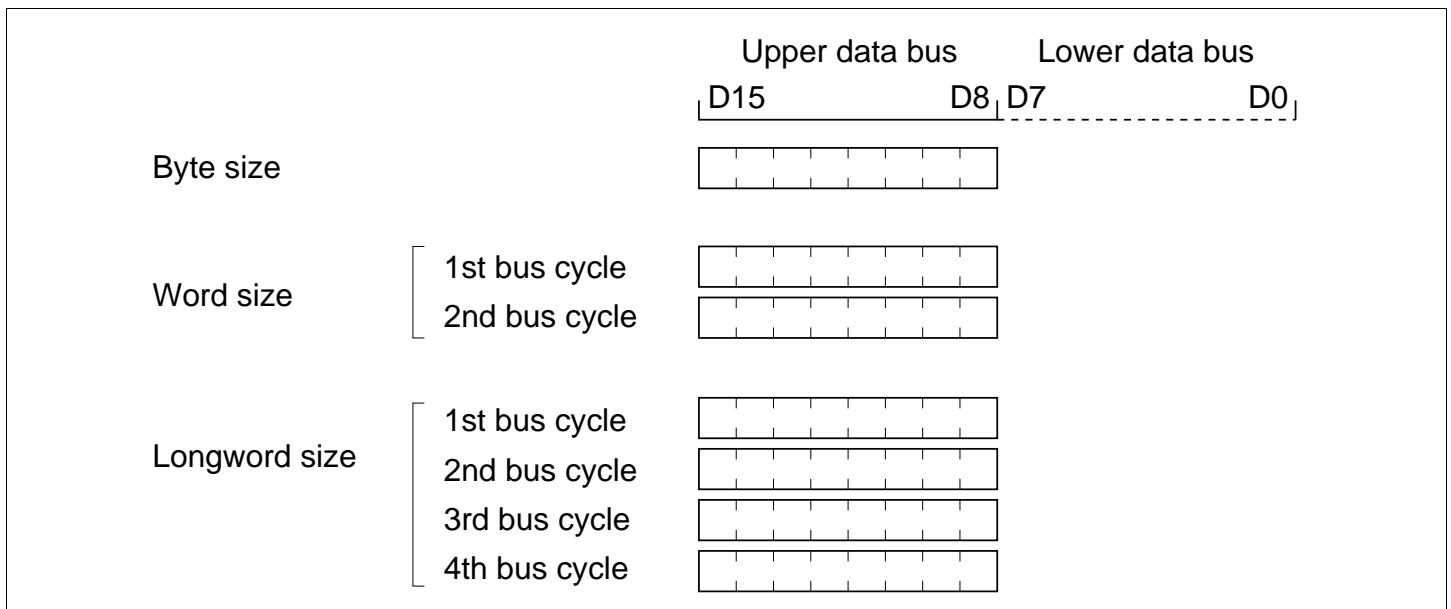 Upper data bus Lower data bus
D15 D8 D7 D0
Byte size
Word size
1st bus cycle
2nd bus cycle
Longword size
1st bus cycle
2nd bus cycle
3rd bus cycle
4th bus cycle